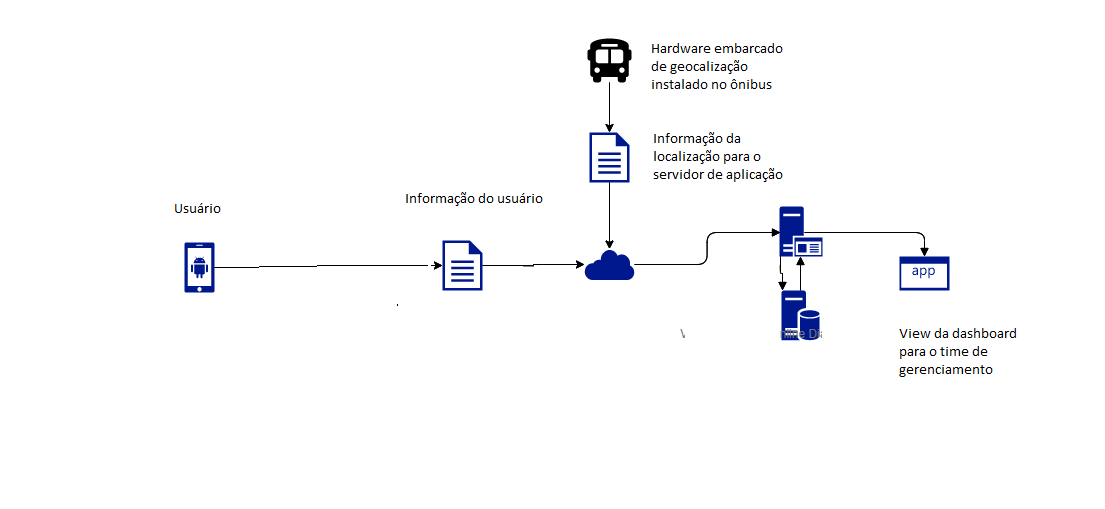 Hardware embarcado
de geocalização
instalado no ônibus
Informação da
localização para o
servidor de aplicação
Informação do usuário
Usuário
app
View da dashboard
para o time de
gerenciamento